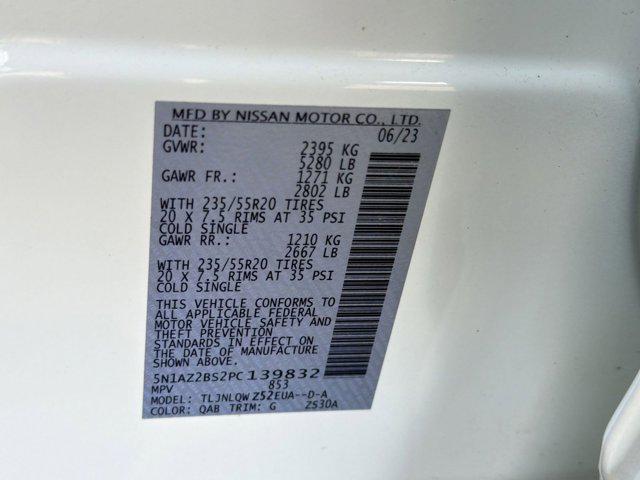 MFD BY NISSAN MOTOR CO., LTD.
DATE: 06/23
GVWR: 2395 KG
5280 LB
GAWR FR.: 1271 KG
2802 LB
WITH 235/55R20 TIRES
20 X 7.5 RIMS AT 35 PSI
COLD SINGLE
GAWR RR.: 1210 KG
2667 LB
WITH 235/55R20 TIRES
20 X 7.5 RIMS AT 35 PSI
COLD SINGLE
THIS VEHICLE CONFORMS TO
ALL APPLICABLE FEDERAL
MOTOR VEHICLE SAFETY AND
THEFT PREVENTION
STANDARDS IN EFFECT ON
THE DATE OF MANUFACTURE
SHOWN ABOVE.
5N1AZ2BS2PC139832
MPV 853
MODEL: TLJNLQW Z52EUA--D-A
COLOR: QAB TRIM: G Z530A